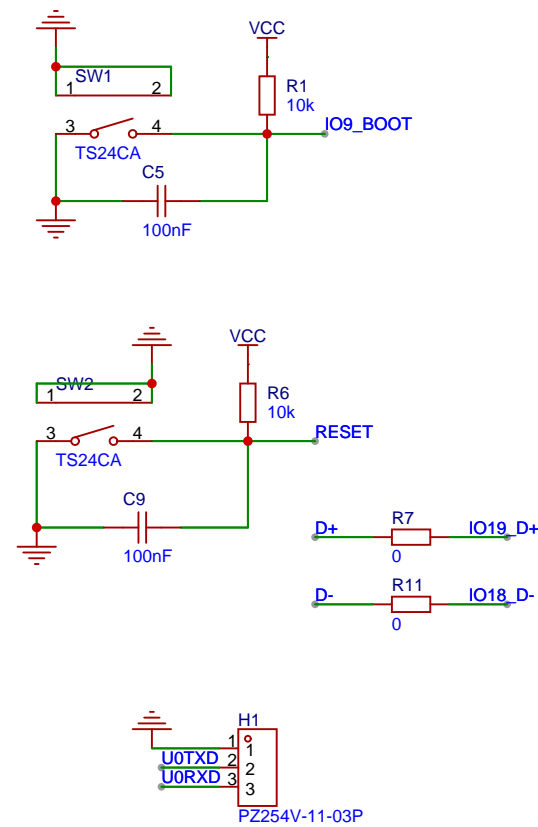 VCC
SW1
1 2
R1
10k
3 4
IO9_BOOT
TS24CA
C5
100nF
VCC
SW2
1 2
R6
10k
3 4
RESET
TS24CA
C9
100nF
D+ R7 IO19_D+
0
D- R11 IO18_D-
0
H1
1 1
U0TXD 2 2
U0RXD 3 3
PZ254V-11-03P